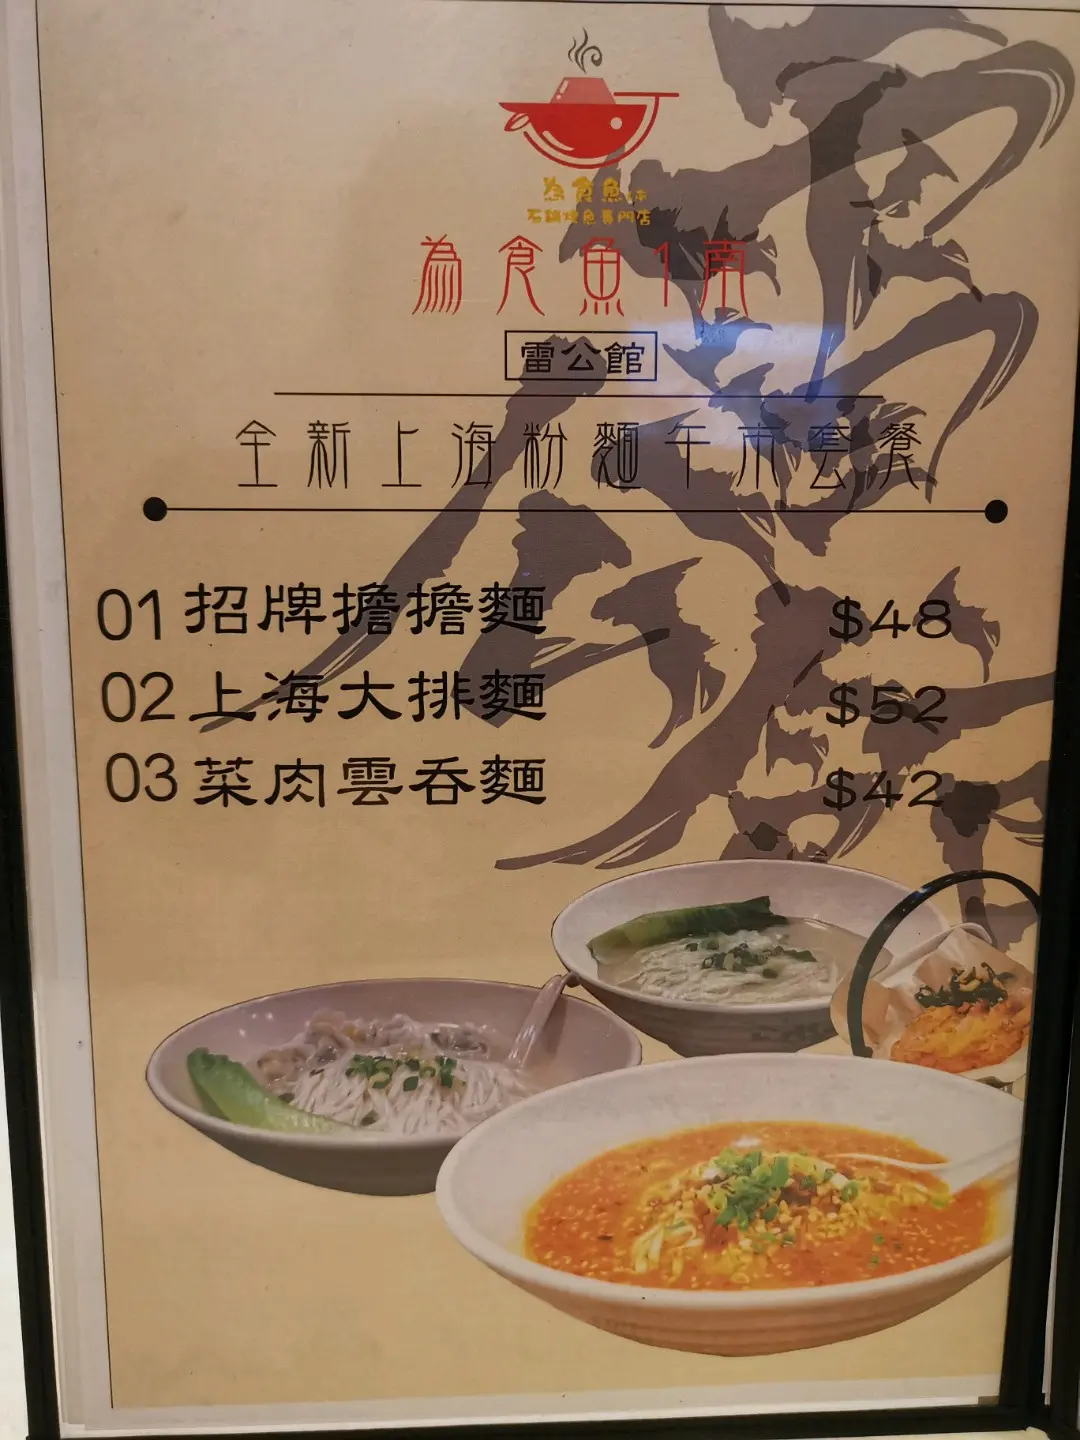 為食魚
石鍋烤魚專門店
為食魚1南
雷公館
全新上海粉麵午市套餐
01 招牌擔擔麵 $48
02 上海大排麵 $52
03 菜肉雲吞麵 $42